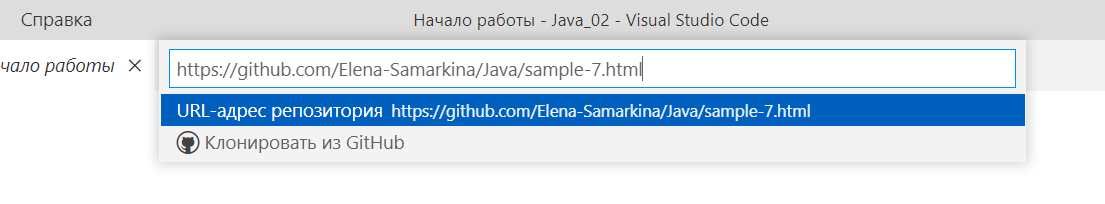 Справка
Начало работы - Java_02 - Visual Studio Code
чало работы
https://github.com/Elena-Samarkina/Java/sample-7.html
URL-адрес репозитория https://github.com/Elena-Samarkina/Java/sample-7.html
Клонировать из GitHub